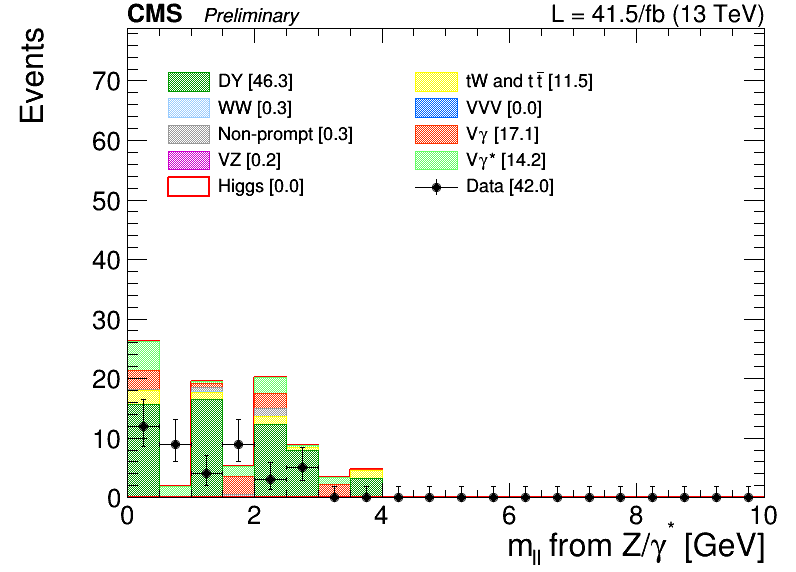 CMS Preliminary L = 41.5/fb (13 TeV)
Events
DY [46.3] tW and tt̅ [11.5]
WW [0.3] VVV [0.0]
Non-prompt [0.3] Vγ [17.1]
VZ [0.2] Vγ* [14.2]
Higgs [0.0] Data [42.0]
70
60
50
40
30
20
10
0
0 2 4 6 8 10
m_ll from Z/γ* [GeV]